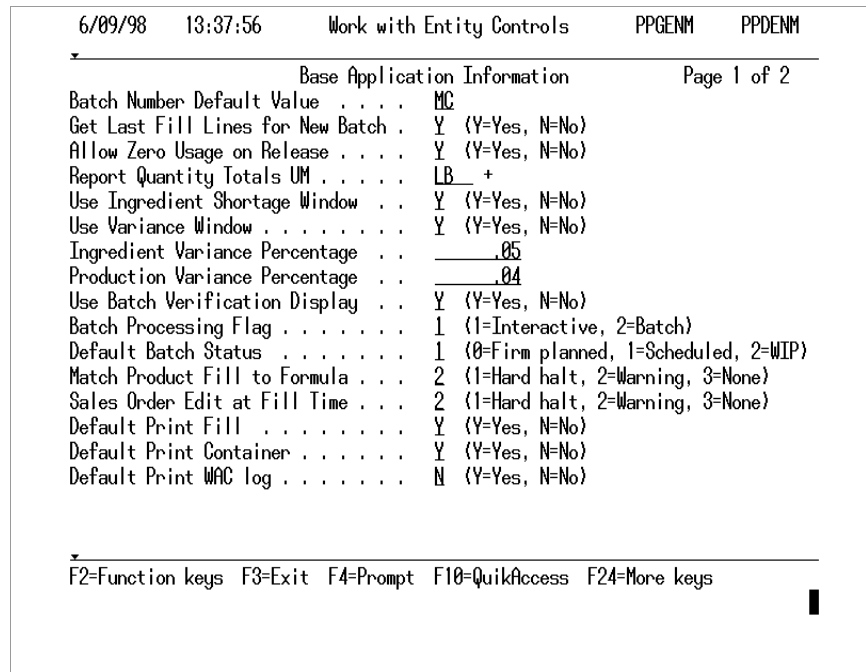 6/09/98 13:37:56 Work with Entity Controls PPGENM PPDENM
Base Application Information Page 1 of 2
Batch Number Default Value . . . . MC
Get Last Fill Lines for New Batch . Y (Y=Yes, N=No)
Allow Zero Usage on Release . . . . Y (Y=Yes, N=No)
Report Quantity Totals UM . . . . . LB +
Use Ingredient Shortage Window . . Y (Y=Yes, N=No)
Use Variance Window . . . . . . . . Y (Y=Yes, N=No)
Ingredient Variance Percentage . . .05
Production Variance Percentage . . .04
Use Batch Verification Display . . Y (Y=Yes, N=No)
Batch Processing Flag . . . . . . . 1 (1=Interactive, 2=Batch)
Default Batch Status . . . . . . . 1 (0=Firm planned, 1=Scheduled, 2=WIP)
Match Product Fill to Formula . . . 2 (1=Hard halt, 2=Warning, 3=None)
Sales Order Edit at Fill Time . . . 2 (1=Hard halt, 2=Warning, 3=None)
Default Print Fill . . . . . . . . Y (Y=Yes, N=No)
Default Print Container . . . . . . Y (Y=Yes, N=No)
Default Print WAC log . . . . . . . N (Y=Yes, N=No)
F2=Function keys F3=Exit F4=Prompt F10=QuikAccess F24=More keys